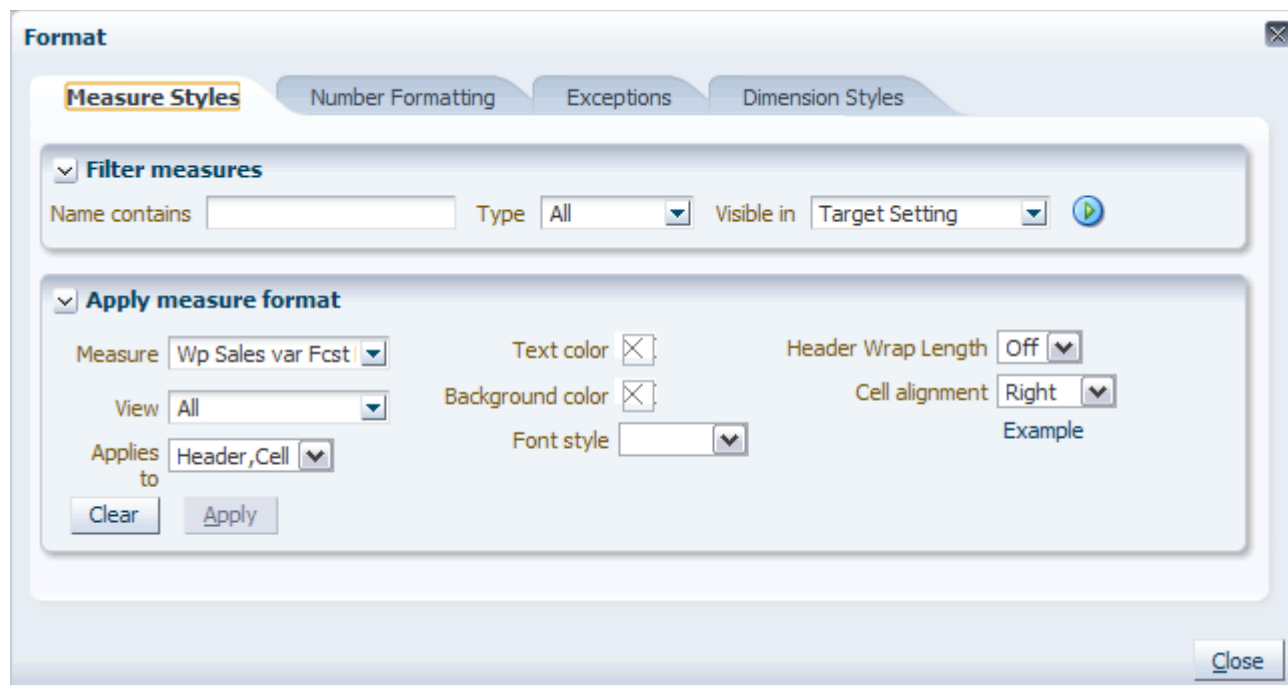 Format
Measure Styles Number Formatting Exceptions Dimension Styles
Filter measures
Name contains Type All Visible in Target Setting
Apply measure format
Measure Wp Sales var Fcst Text color Header Wrap Length Off
View All Background color Cell alignment Right
Applies to Header,Cell Font style Example
Clear Apply
Close